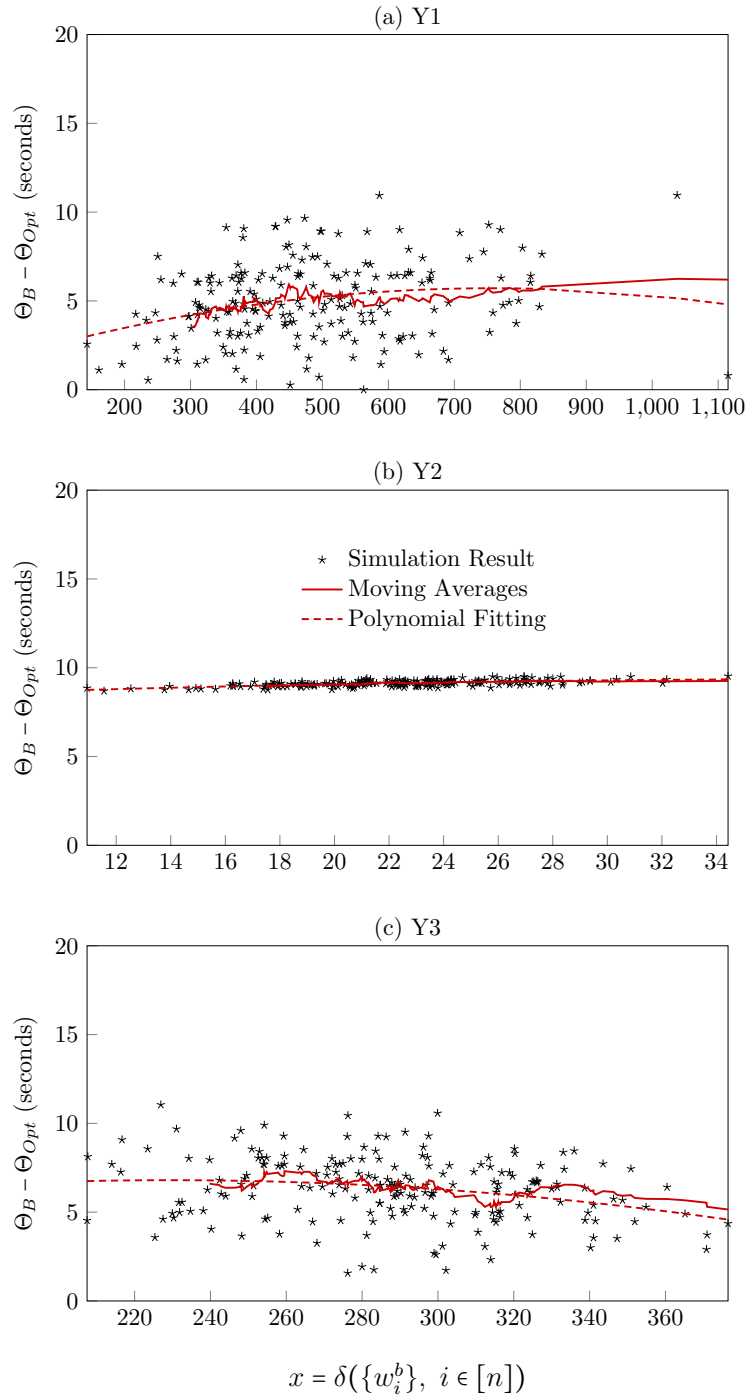 (a) Y1
20
15
10
5
0
Θ_B − Θ_Opt (seconds)
200 300 400 500 600 700 800 900 1,000 1,100
(b) Y2
20
15
10
5
0
Θ_B − Θ_Opt (seconds)
Simulation Result
Moving Averages
Polynomial Fitting
12 14 16 18 20 22 24 26 28 30 32 34
(c) Y3
20
15
10
5
0
Θ_B − Θ_Opt (seconds)
220 240 260 280 300 320 340 360
x = δ({w_i^b}, i ∈ [n])